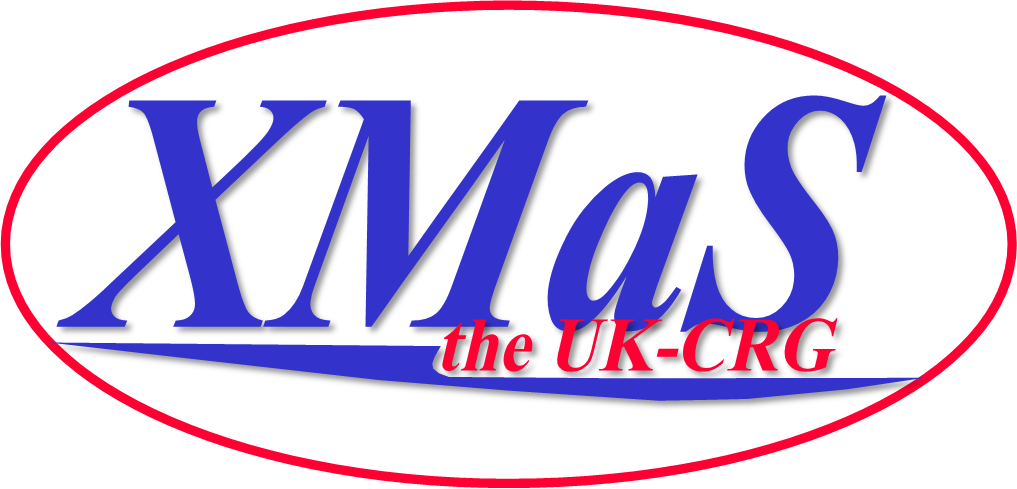 XMaS
the UK-CRG